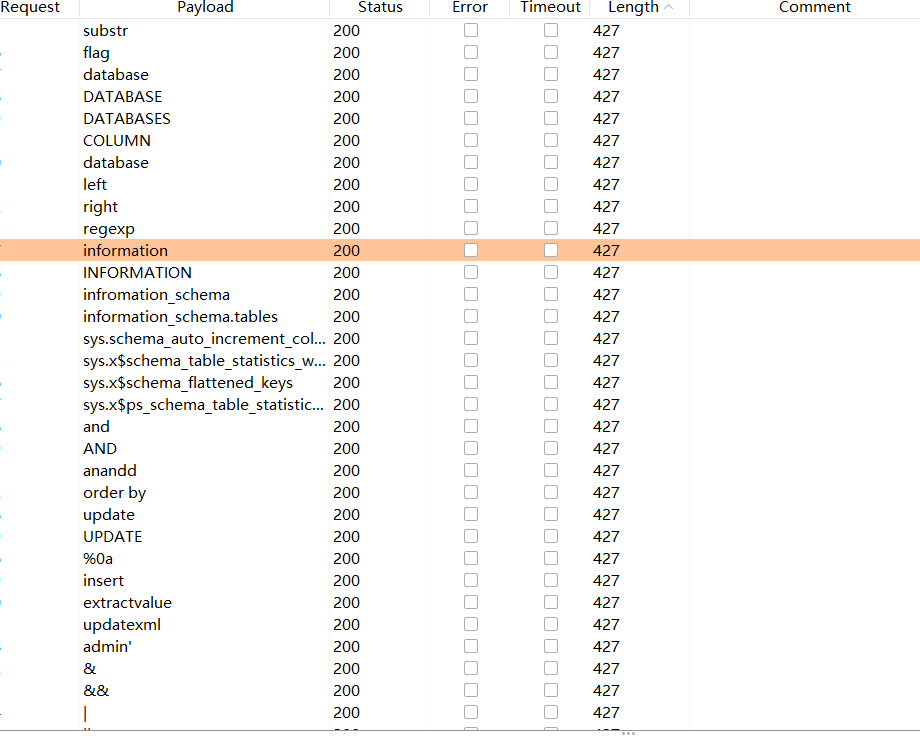 Request Payload Status Error Timeout Length Comment
substr 200 427
flag 200 427
database 200 427
DATABASE 200 427
DATABASES 200 427
COLUMN 200 427
database 200 427
left 200 427
right 200 427
regexp 200 427
information 200 427
INFORMATION 200 427
infromation_schema 200 427
information_schema.tables 200 427
sys.schema_auto_increment_col... 200 427
sys.x$schema_table_statistics_w... 200 427
sys.x$schema_flattened_keys 200 427
sys.x$ps_schema_table_statistic... 200 427
and 200 427
AND 200 427
anandd 200 427
order by 200 427
update 200 427
UPDATE 200 427
%0a 200 427
insert 200 427
extractvalue 200 427
updatexml 200 427
admin' 200 427
& 200 427
&& 200 427
| 200 427